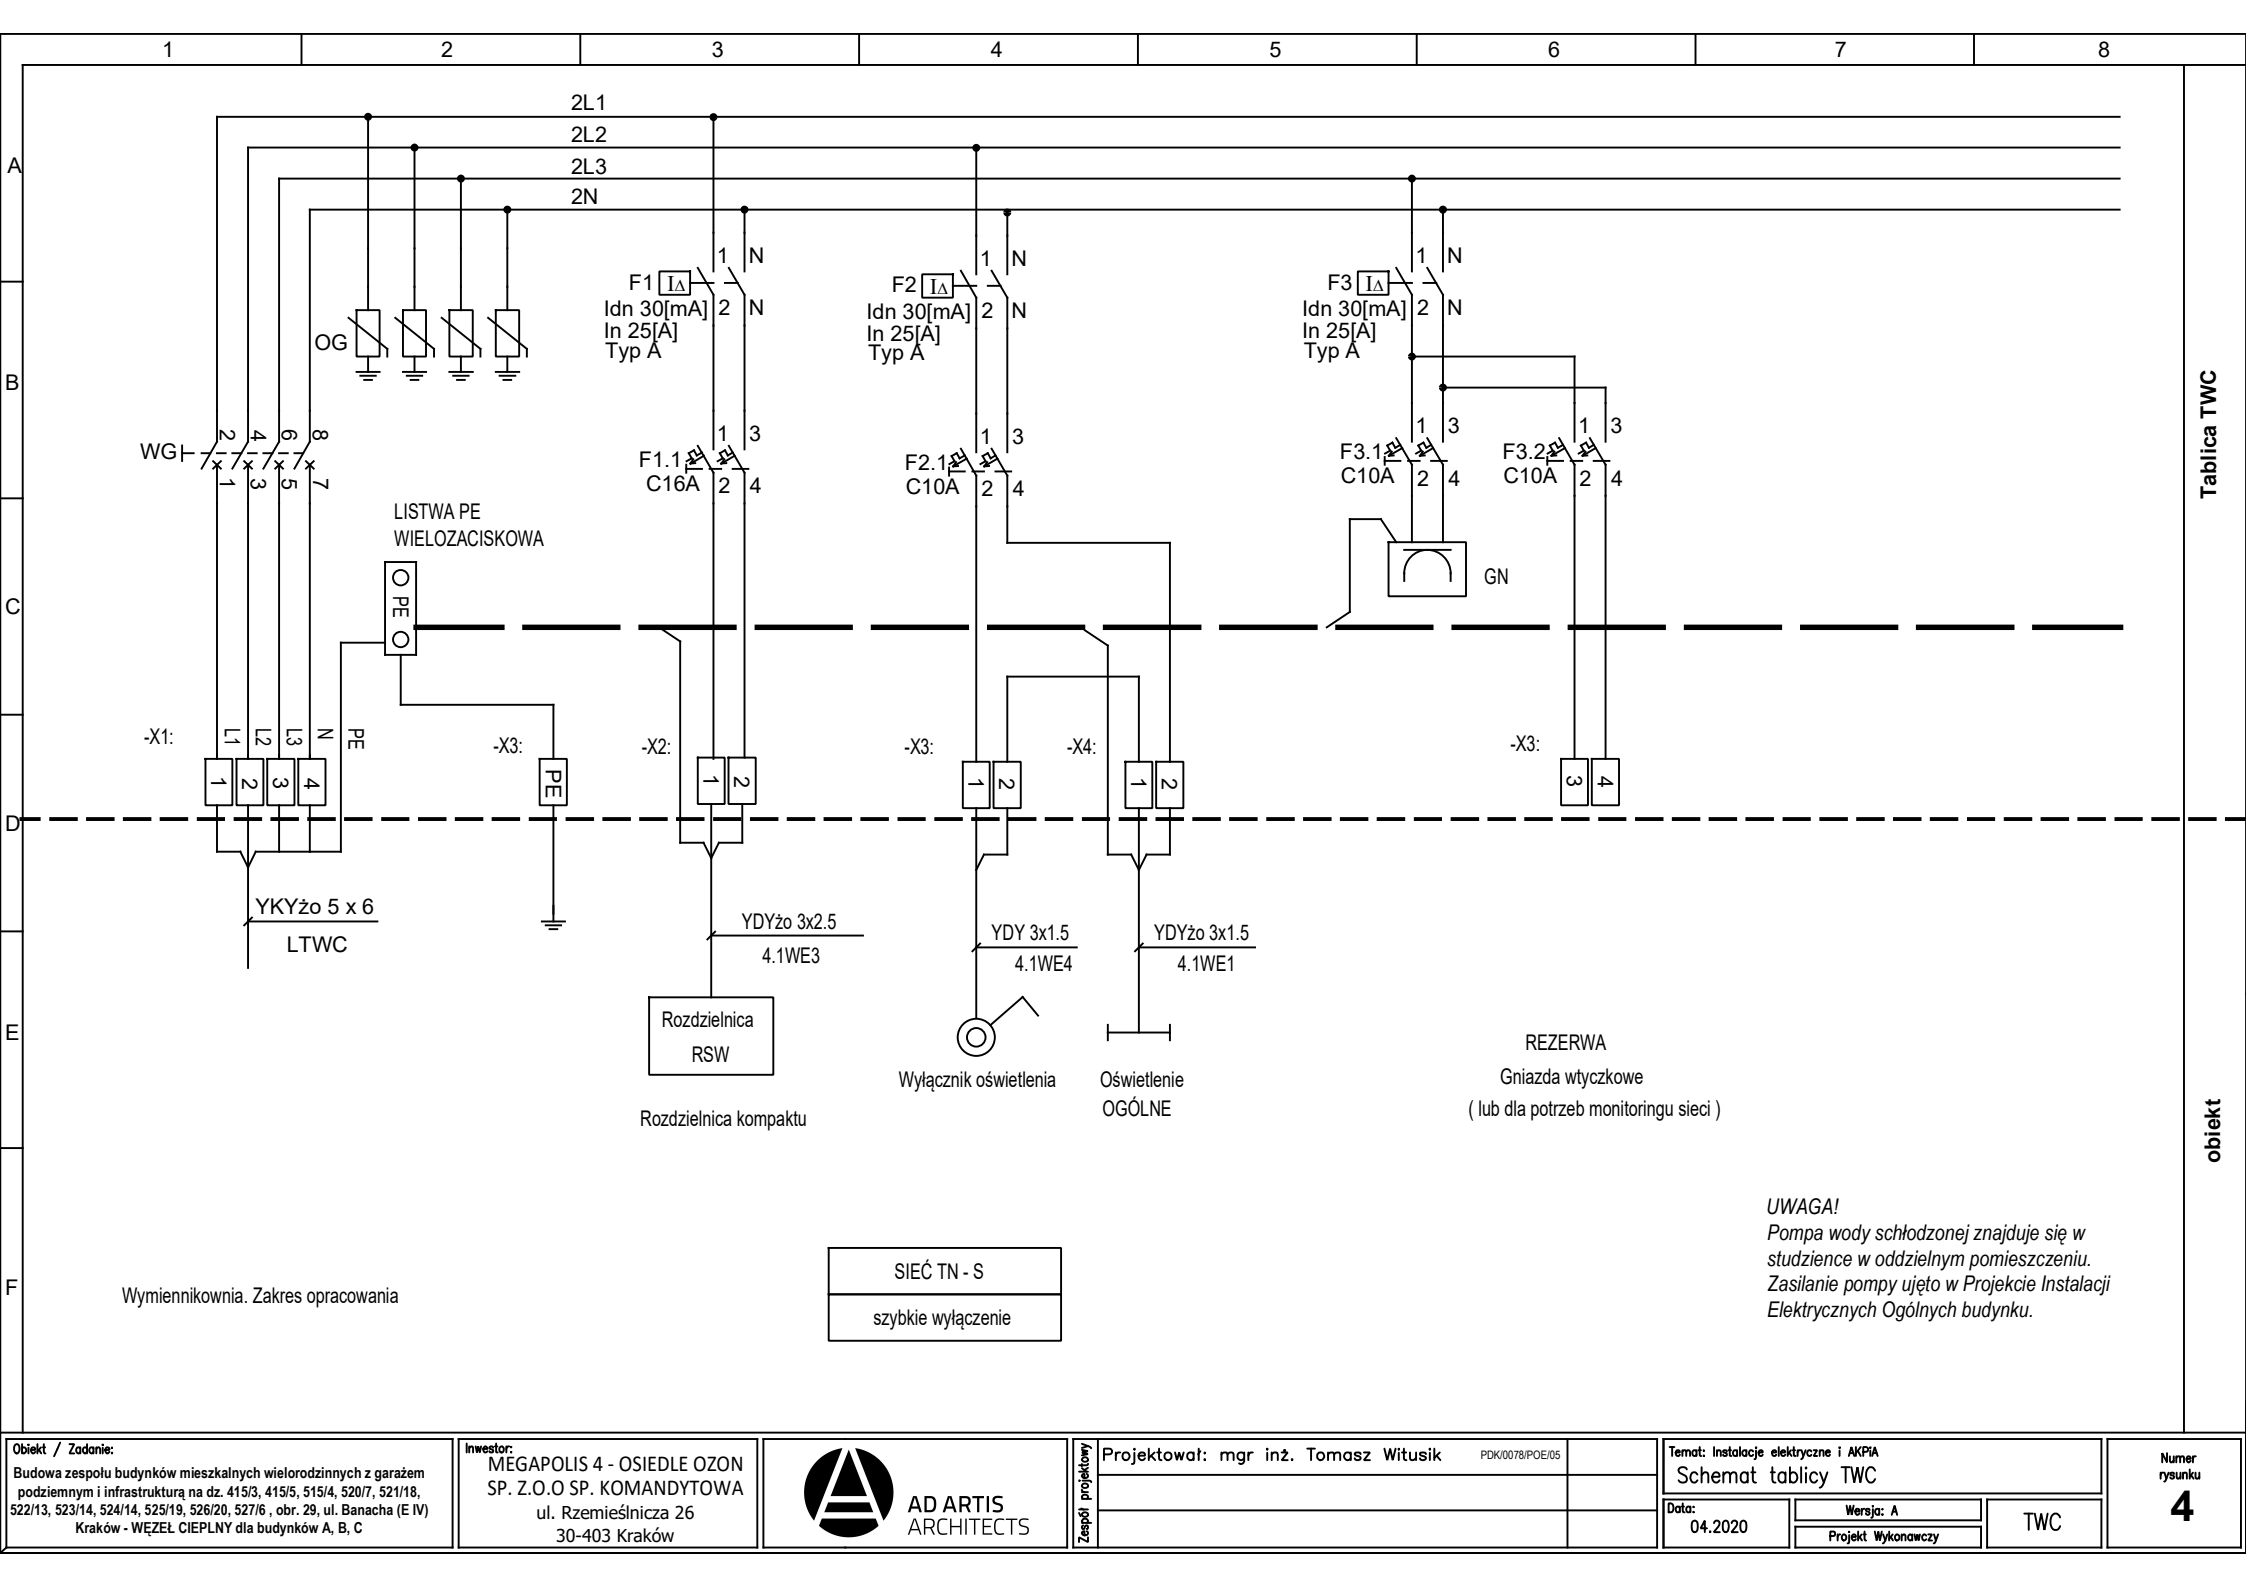 1 2 3 4 5 6 7 8
A
B
C
D
E
F
2L1
2L2
2L3
2N
1 N
F1 I∆
Idn 30[mA] 2 N
In 25[A]
Typ A
1 N
F2 I∆
Idn 30[mA] 2 N
In 25[A]
Typ A
1 N
F3 I∆
Idn 30[mA] 2 N
In 25[A]
Typ A
OG
2 4 6 8
WG
1 3 5 7
1 3
F1.1
C16A 2 4
1 3
F2.1
C10A 2 4
1 3
F3.1
C10A 2 4
1 3
F3.2
C10A 2 4
LISTWA PE
WIELOZACISKOWA
PE
GN
-X1: L1 L2 L3 N PE
1 2 3 4
-X3:
PE
-X2:
1 2
-X3:
1 2
-X4:
1 2
-X3:
3 4
YKYżo 5 x 6
LTWC
YDYżo 3x2.5
4.1WE3
YDY 3x1.5
4.1WE4
YDYżo 3x1.5
4.1WE1
Rozdzielnica
RSW
Rozdzielnica kompaktu
Wyłącznik oświetlenia
Oświetlenie
OGÓLNE
REZERWA
Gniazda wtyczkowe
( lub dla potrzeb monitoringu sieci )
Tablica TWC
obiekt
UWAGA!
Pompa wody schłodzonej znajduje się w
studzience w oddzielnym pomieszczeniu.
Zasilanie pompy ujęto w Projekcie Instalacji
Elektrycznych Ogólnych budynku.
SIEĆ TN - S
szybkie wyłączenie
Wymiennikownia. Zakres opracowania
Obiekt / Zadanie:
Budowa zespołu budynków mieszkalnych wielorodzinnych z garażem
podziemnym i infrastrukturą na dz. 415/3, 415/5, 515/4, 520/7, 521/18,
522/13, 523/14, 524/14, 525/19, 526/20, 527/6 , obr. 29, ul. Banacha (E IV)
Kraków - WĘZEŁ CIEPLNY dla budynków A, B, C
Inwestor:
MEGAPOLIS 4 - OSIEDLE OZON
SP. Z.O.O SP. KOMANDYTOWA
ul. Rzemieślnicza 26
30-403 Kraków
AD ARTIS
ARCHITECTS
Zespół projektowy
Projektował: mgr inż. Tomasz Witusik PDK/0078/POE/05
Temat: Instalacje elektryczne i AKPiA
Schemat tablicy TWC
Data:
04.2020
Wersja: A
Projekt Wykonawczy
TWC
Numer
rysunku
4